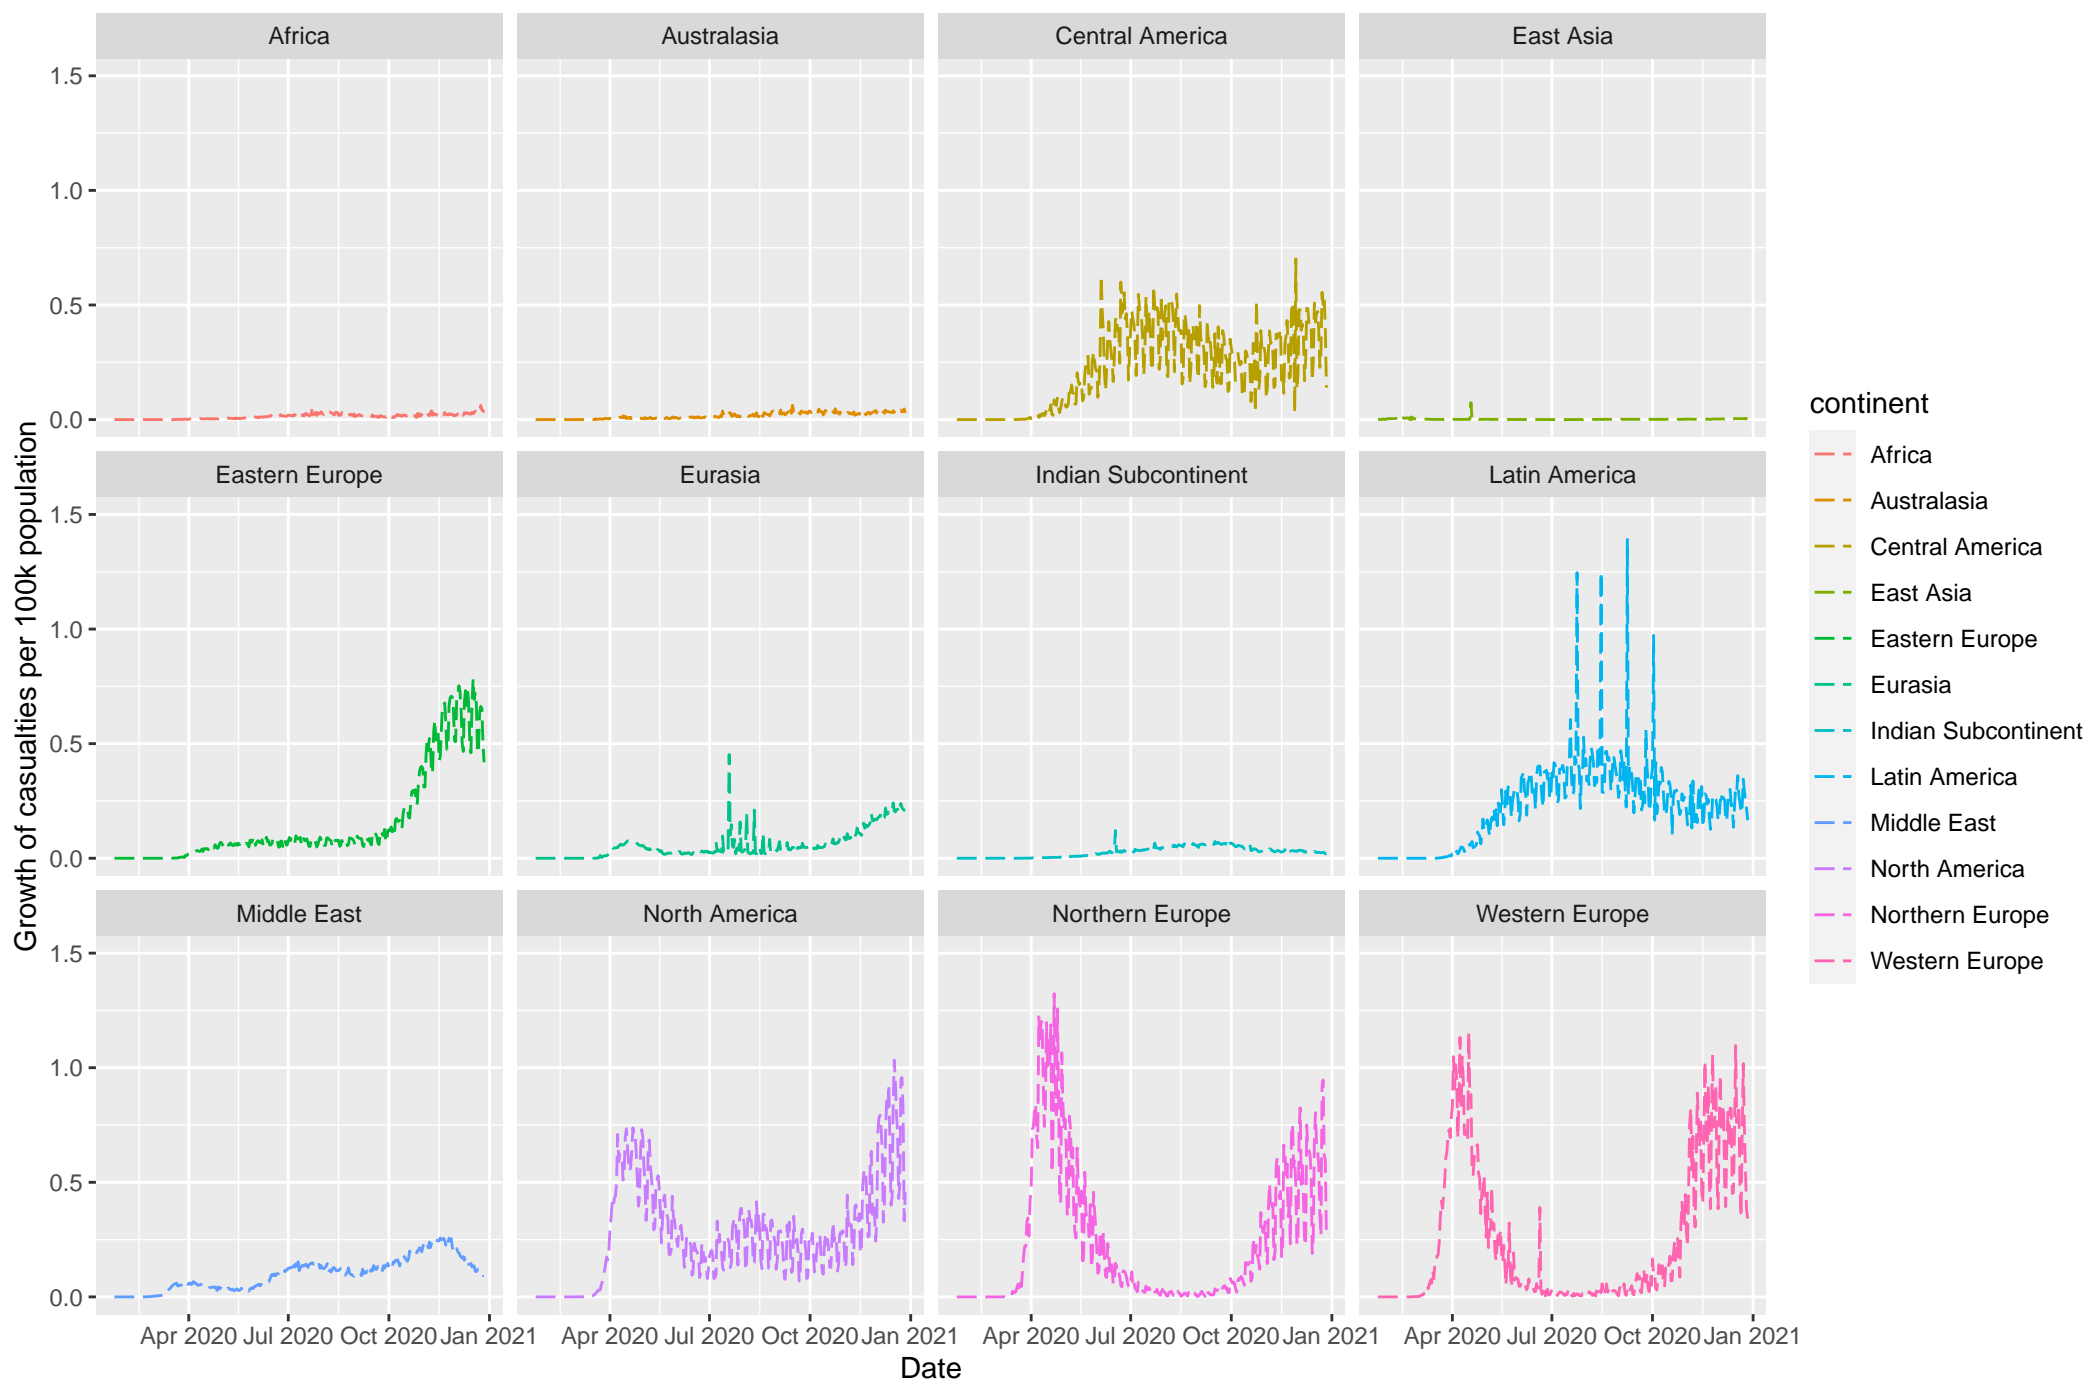 Africa
Australasia
Central America
East Asia
1.5
1.0
0.5
0.0
Eastern Europe
Eurasia
Indian Subcontinent
Latin America
1.5
1.0
0.5
0.0
Middle East
North America
Northern Europe
Western Europe
1.5
1.0
0.5
0.0
Apr 2020 Jul 2020 Oct 2020 Jan 2021
Apr 2020 Jul 2020 Oct 2020 Jan 2021
Apr 2020 Jul 2020 Oct 2020 Jan 2021
Apr 2020 Jul 2020 Oct 2020 Jan 2021
Date
Growth of casualties per 100k population
continent
Africa
Australasia
Central America
East Asia
Eastern Europe
Eurasia
Indian Subcontinent
Latin America
Middle East
North America
Northern Europe
Western Europe